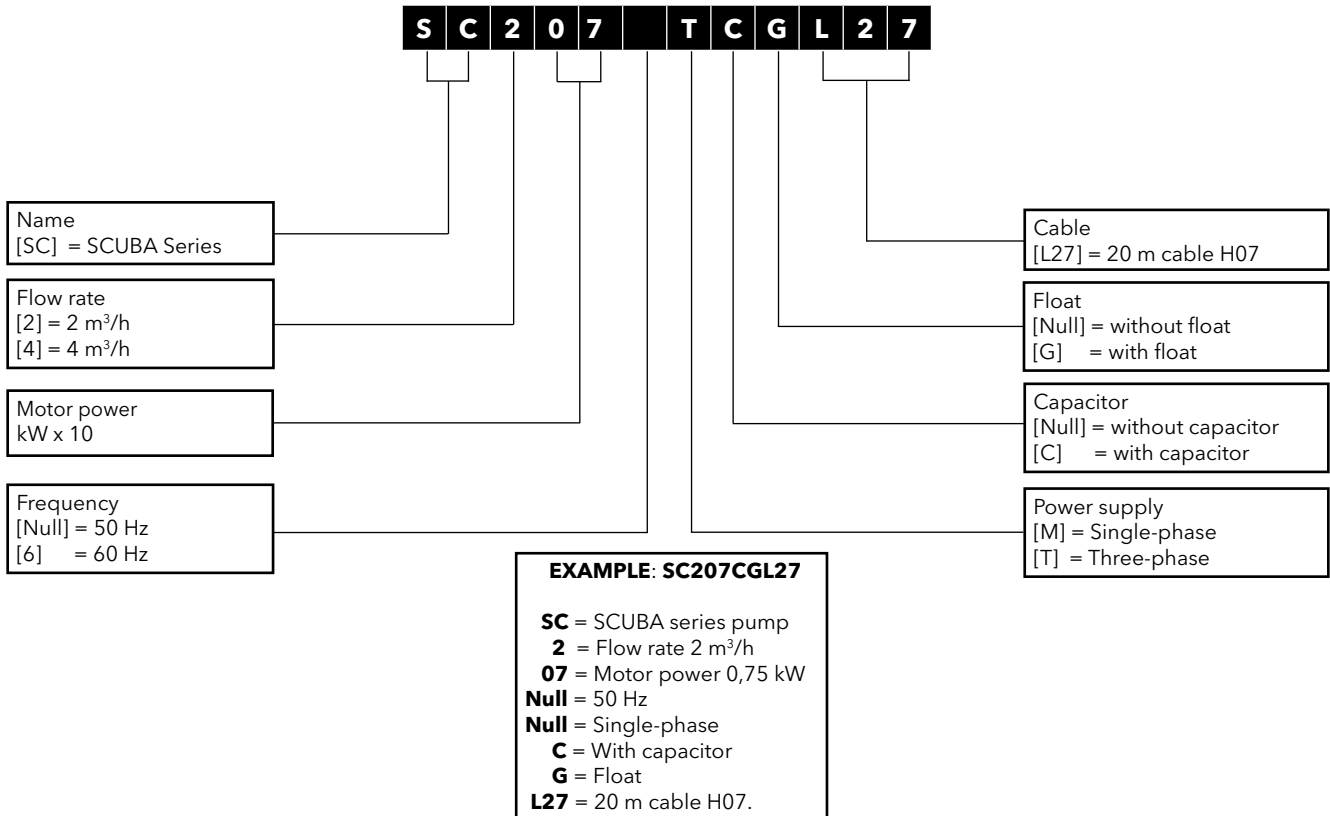 S C 2 0 7 T C G L 2 7
Name
[SC] = SCUBA Series
Flow rate
[2] = 2 m³/h
[4] = 4 m³/h
Motor power
kW x 10
Frequency
[Null] = 50 Hz
[6] = 60 Hz
Cable
[L27] = 20 m cable H07
Float
[Null] = without float
[G] = with float
Capacitor
[Null] = without capacitor
[C] = with capacitor
Power supply
[M] = Single-phase
[T] = Three-phase
EXAMPLE: SC207CGL27
SC = SCUBA series pump
2 = Flow rate 2 m³/h
07 = Motor power 0,75 kW
Null = 50 Hz
Null = Single-phase
C = With capacitor
G = Float
L27 = 20 m cable H07.